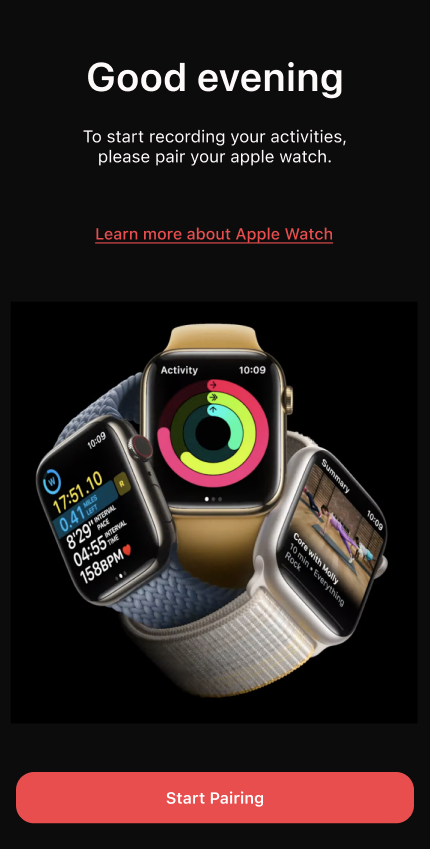 Good evening
To start recording your activities,
please pair your apple watch.
Learn more about Apple Watch
Activity 10:09
10:09
W
17:51.10
0.41 MILES LEFT R
8'29" INTERVAL PACE
04:55 INTERVAL TIME
158BPM
Summary
10:09
Core with Molly
10 min • Everything
Rock
Start Pairing